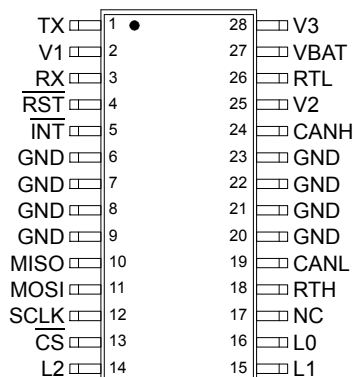 TX 1 28 V3
V1 2 27 VBAT
RX 3 26 RTL
RST 4 25 V2
INT 5 24 CANH
GND 6 23 GND
GND 7 22 GND
GND 8 21 GND
GND 9 20 GND
MISO 10 19 CANL
MOSI 11 18 RTH
SCLK 12 17 NC
CS 13 16 L0
L2 14 15 L1